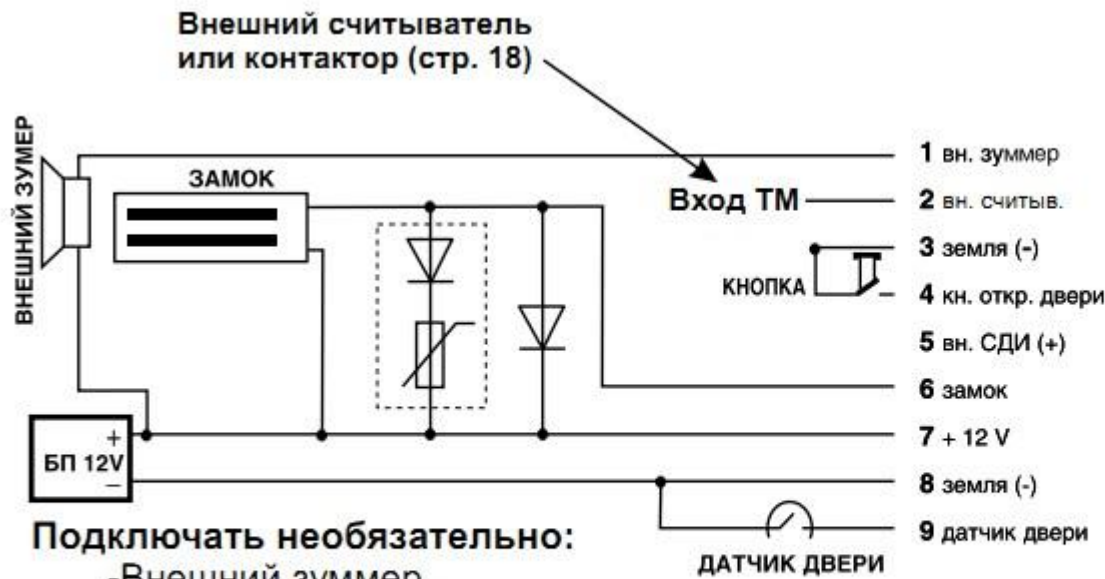 Внешний считыватель
или контактор (стр. 18)
ВНЕШНИЙ ЗУМЕР
ЗАМОК
Вход ТМ
КНОПКА
1 вн. зуммер
2 вн. считыв.
3 земля (-)
4 кн. откр. двери
5 вн. СДИ (+)
6 замок
7 + 12 V
8 земля (-)
9 датчик двери
+
БП 12V
–
ДАТЧИК ДВЕРИ
Подключать необязательно:
-Внешний зуммер